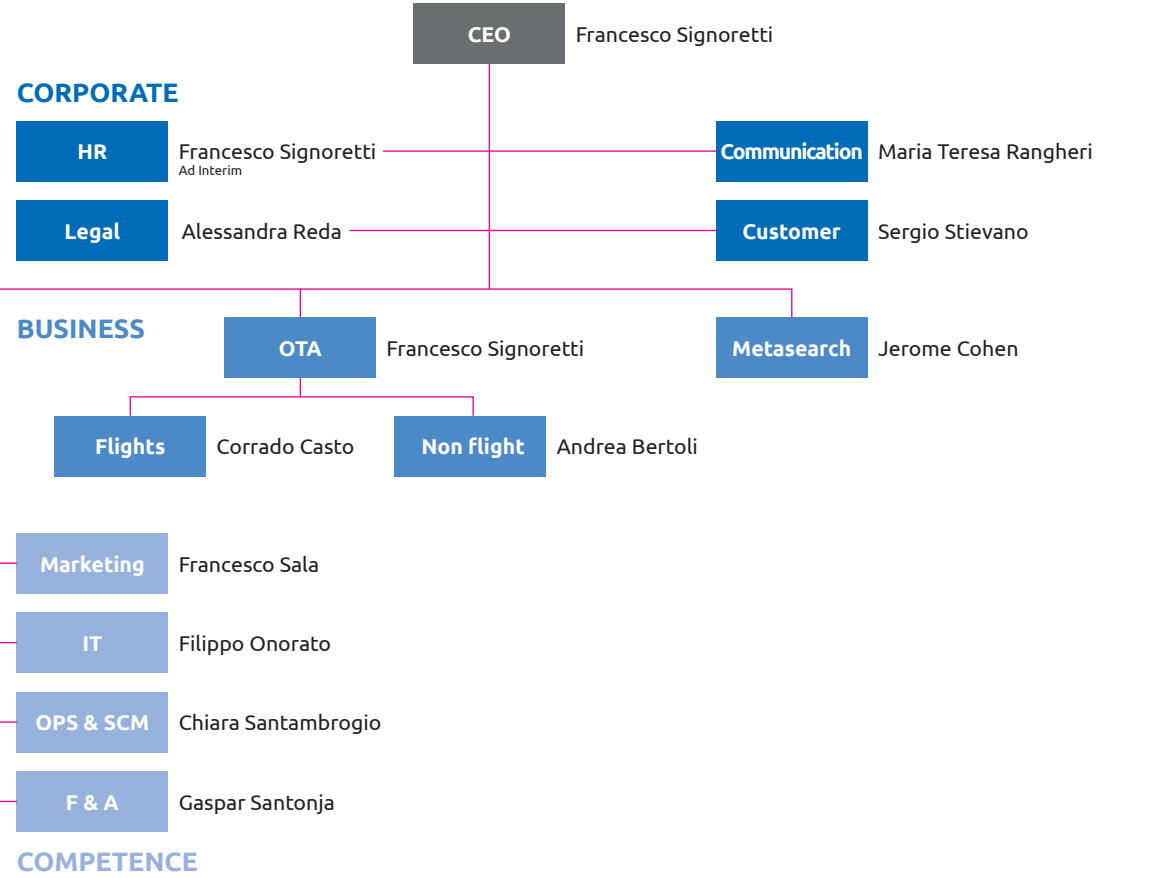 CEO Francesco Signoretti
CORPORATE
HR Francesco Signoretti Communication Maria Teresa Rangheri
Ad Interim
Legal Alessandra Reda Customer Sergio Stievano
BUSINESS
OTA Francesco Signoretti Metasearch Jerome Cohen
Flights Corrado Casto Non flight Andrea Bertoli
Marketing Francesco Sala
IT Filippo Onorato
OPS & SCM Chiara Santambrogio
F & A Gaspar Santonja
COMPETENCE